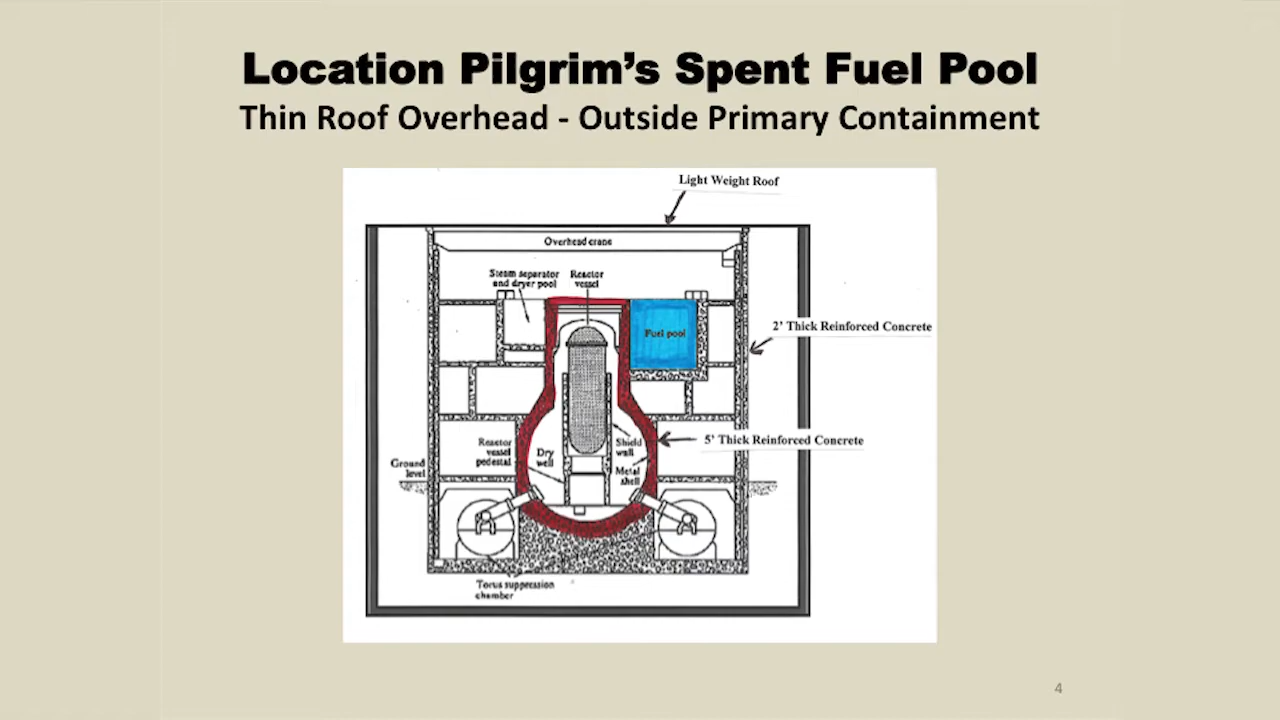 Location Pilgrim's Spent Fuel Pool
Thin Roof Overhead - Outside Primary Containment
Light Weight Roof
Overhead crane
Steam separator
and dryer pool
Reactor
vessel
Fuel pool
2' Thick Reinforced Concrete
5' Thick Reinforced Concrete
Reactor
vessel
pedestal
Dry
well
Shield
wall
Metal
shell
Ground
level
Torus suppression
chamber
4